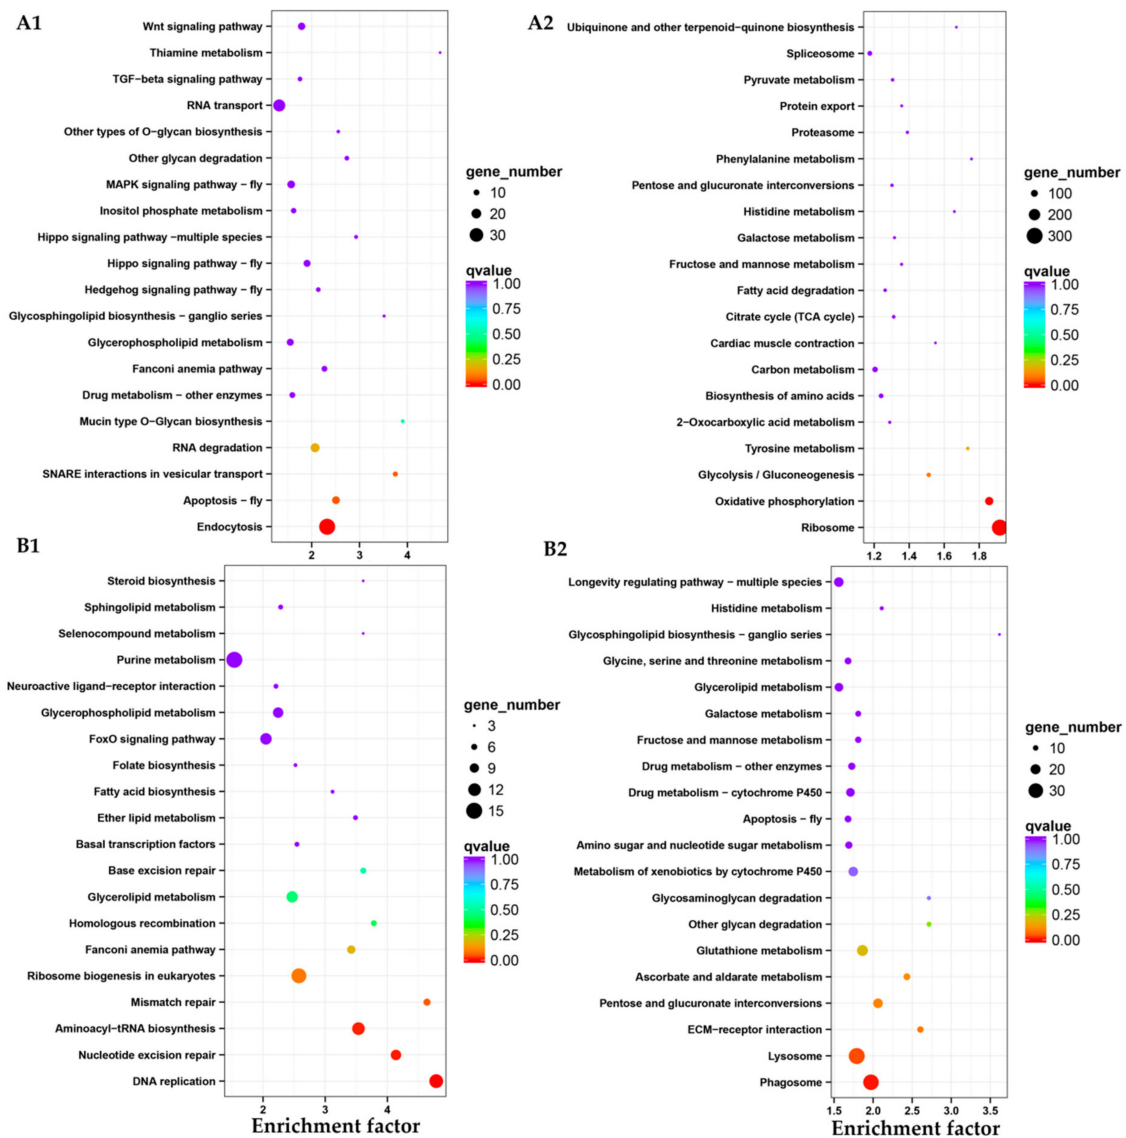 A1
Wnt signaling pathway
Thiamine metabolism
TGF−beta signaling pathway
RNA transport
Other types of O−glycan biosynthesis
Other glycan degradation
MAPK signaling pathway − fly
Inositol phosphate metabolism
Hippo signaling pathway −multiple species
Hippo signaling pathway − fly
Hedgehog signaling pathway − fly
Glycosphingolipid biosynthesis − ganglio series
Glycerophospholipid metabolism
Fanconi anemia pathway
Drug metabolism − other enzymes
Mucin type O−Glycan biosynthesis
RNA degradation
SNARE interactions in vesicular transport
Apoptosis − fly
Endocytosis
2 3 4
gene_number
10
20
30
qvalue
1.00
0.75
0.50
0.25
0.00
A2
Ubiquinone and other terpenoid−quinone biosynthesis
Spliceosome
Pyruvate metabolism
Protein export
Proteasome
Phenylalanine metabolism
Pentose and glucuronate interconversions
Histidine metabolism
Galactose metabolism
Fructose and mannose metabolism
Fatty acid degradation
Citrate cycle (TCA cycle)
Cardiac muscle contraction
Carbon metabolism
Biosynthesis of amino acids
2−Oxocarboxylic acid metabolism
Tyrosine metabolism
Glycolysis / Gluconeogenesis
Oxidative phosphorylation
Ribosome
1.2 1.4 1.6 1.8
gene_number
100
200
300
qvalue
1.00
0.75
0.50
0.25
0.00
B1
Steroid biosynthesis
Sphingolipid metabolism
Selenocompound metabolism
Purine metabolism
Neuroactive ligand−receptor interaction
Glycerophospholipid metabolism
FoxO signaling pathway
Folate biosynthesis
Fatty acid biosynthesis
Ether lipid metabolism
Basal transcription factors
Base excision repair
Glycerolipid metabolism
Homologous recombination
Fanconi anemia pathway
Ribosome biogenesis in eukaryotes
Mismatch repair
Aminoacyl−tRNA biosynthesis
Nucleotide excision repair
DNA replication
2 3 4
Enrichment factor
gene_number
3
6
9
12
15
qvalue
1.00
0.75
0.50
0.25
0.00
B2
Longevity regulating pathway − multiple species
Histidine metabolism
Glycosphingolipid biosynthesis − ganglio series
Glycine, serine and threonine metabolism
Glycerolipid metabolism
Galactose metabolism
Fructose and mannose metabolism
Drug metabolism − other enzymes
Drug metabolism − cytochrome P450
Apoptosis − fly
Amino sugar and nucleotide sugar metabolism
Metabolism of xenobiotics by cytochrome P450
Glycosaminoglycan degradation
Other glycan degradation
Glutathione metabolism
Ascorbate and aldarate metabolism
Pentose and glucuronate interconversions
ECM−receptor interaction
Lysosome
Phagosome
1.5 2.0 2.5 3.0 3.5
Enrichment factor
gene_number
10
20
30
qvalue
1.00
0.75
0.50
0.25
0.00